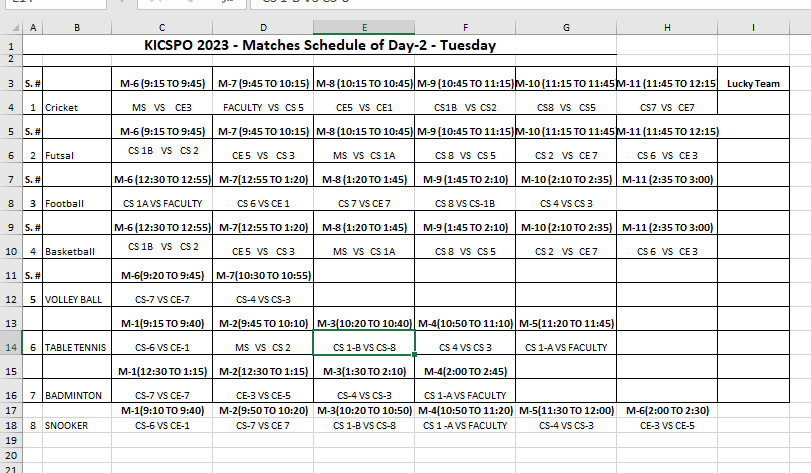 A B C D E F G H I
1 KICSPO 2023 - Matches Schedule of Day-2 - Tuesday
2
3 S. # M-6 (9:15 TO 9:45) M-7 (9:45 TO 10:15) M-8 (10:15 TO 10:45) M-9 (10:45 TO 11:15) M-10 (11:15 TO 11:45 M-11 (11:45 TO 12:15) Lucky Team
4 1 Cricket MS VS CE3 FACULTY VS CS 5 CE5 VS CE1 CS1B VS CS2 CS8 VS CS5 CS7 VS CE7
5 S. # M-6 (9:15 TO 9:45) M-7 (9:45 TO 10:15) M-8 (10:15 TO 10:45) M-9 (10:45 TO 11:15) M-10 (11:15 TO 11:45 M-11 (11:45 TO 12:15)
6 2 Futsal CS 1B VS CS 2 CE 5 VS CS 3 MS VS CS 1A CS 8 VS CS 5 CS 2 VS CE 7 CS 6 VS CE 3
7 S. # M-6 (12:30 TO 12:55) M-7(12:55 TO 1:20) M-8 (1:20 TO 1:45) M-9 (1:45 TO 2:10) M-10 (2:10 TO 2:35) M-11 (2:35 TO 3:00)
8 3 Football CS 1A VS FACULTY CS 6 VS CE 1 CS 7 VS CE 7 CS 8 VS CS-1B CS 4 VS CS 3
9 S. # M-6 (12:30 TO 12:55) M-7(12:55 TO 1:20) M-8 (1:20 TO 1:45) M-9 (1:45 TO 2:10) M-10 (2:10 TO 2:35) M-11 (2:35 TO 3:00)
10 4 Basketball CS 1B VS CS 2 CE 5 VS CS 3 MS VS CS 1A CS 8 VS CS 5 CS 2 VS CE 7 CS 6 VS CE 3
11 S. # M-6(9:20 TO 9:45) M-7(10:30 TO 10:55)
12 5 VOLLEY BALL CS-7 VS CE-7 CS-4 VS CS-3
13 M-1(9:15 TO 9:40) M-2(9:45 TO 10:10) M-3(10:20 TO 10:40) M-4(10:50 TO 11:10) M-5(11:20 TO 11:45)
14 6 TABLE TENNIS CS-6 VS CE-1 MS VS CS 2 CS 1-B VS CS-8 CS 4 VS CS 3 CS 1-A VS FACULTY
15 M-1(12:30 TO 1:15) M-2(12:30 TO 1:15) M-3(1:30 TO 2:10) M-4(2:00 TO 2:45)
16 7 BADMINTON CS-7 VS CE-7 CE-3 VS CE-5 CS-4 VS CS-3 CS 1-A VS FACULTY
17 M-1(9:10 TO 9:40) M-2(9:50 TO 10:20) M-3(10:20 TO 10:50) M-4(10:50 TO 11:20) M-5(11:30 TO 12:00) M-6(2:00 TO 2:30)
18 8 SNOOKER CS-6 VS CE-1 CS-7 VS CE 7 CS 1-B VS CS-8 CS 1 -A VS FACULTY CS-4 VS CS-3 CE-3 VS CE-5
19
20
21